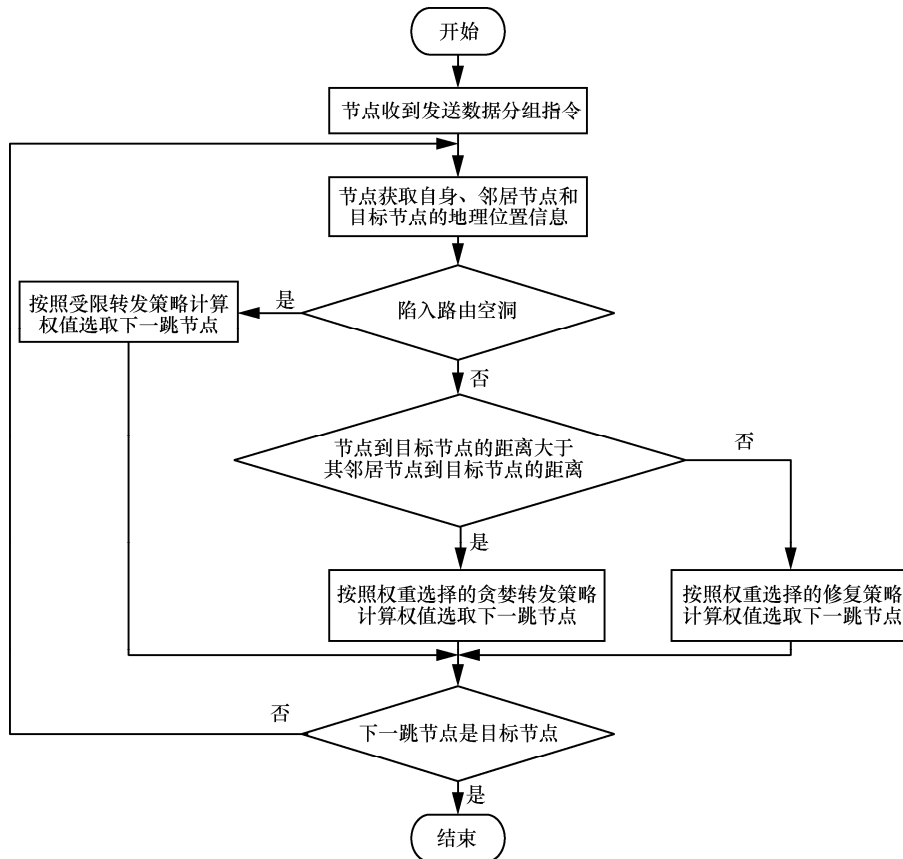 开始
节点收到发送数据分组指令
节点获取自身、邻居节点和
目标节点的地理位置信息
按照受限转发策略计算
权值选取下一跳节点
是
陷入路由空洞
否
节点到目标节点的距离大于
其邻居节点到目标节点的距离
否
是
按照权重选择的贪婪转发策略
计算权值选取下一跳节点
按照权重选择的修复策略
计算权值选取下一跳节点
否
下一跳节点是目标节点
是
结束